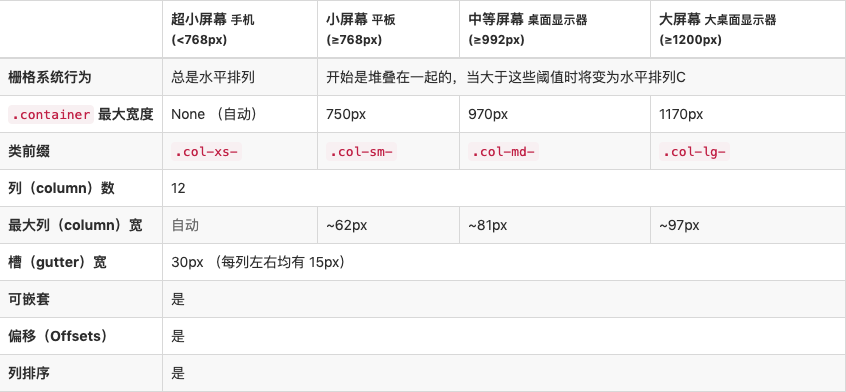 超小屏幕 手机 (<768px) 小屏幕 平板 (≥768px) 中等屏幕 桌面显示器 (≥992px) 大屏幕 大桌面显示器 (≥1200px)
栅格系统行为 总是水平排列 开始是堆叠在一起的，当大于这些阈值时将变为水平排列C
.container 最大宽度 None （自动） 750px 970px 1170px
类前缀 .col-xs- .col-sm- .col-md- .col-lg-
列（column）数 12
最大列（column）宽 自动 ~62px ~81px ~97px
槽（gutter）宽 30px （每列左右均有 15px）
可嵌套 是
偏移（Offsets） 是
列排序 是